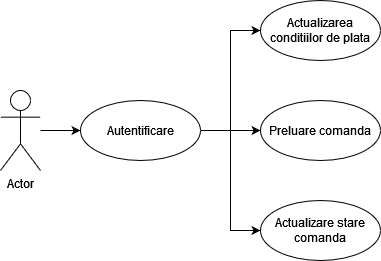 Actualizarea
conditiilor de plata
Autentificare
Preluare comanda
Actor
Actualizare stare
comanda